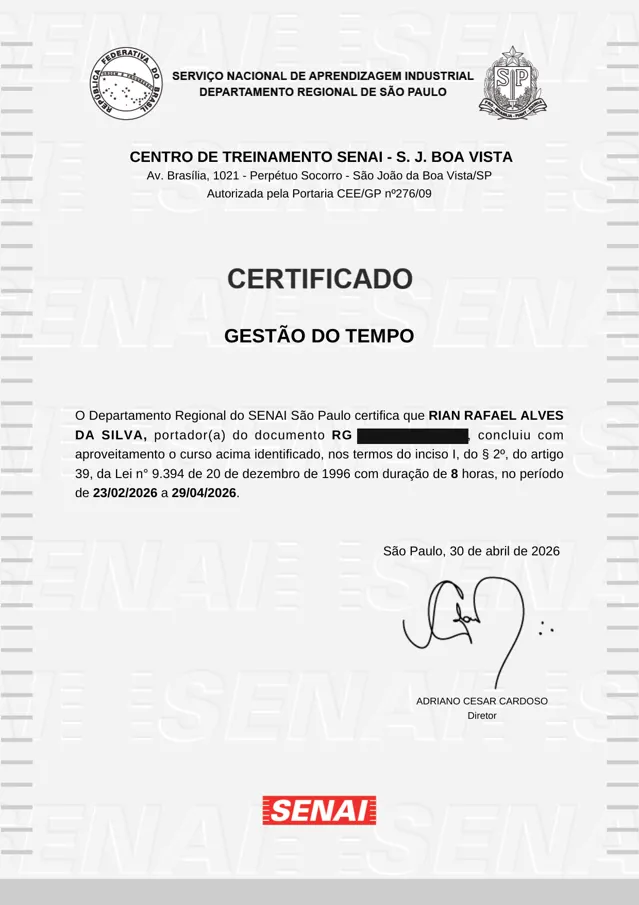 REPÚBLICA FEDERATIVA DO BRASIL
SP
SERVIÇO NACIONAL DE APRENDIZAGEM INDUSTRIAL
DEPARTAMENTO REGIONAL DE SÃO PAULO
CENTRO DE TREINAMENTO SENAI - S. J. BOA VISTA
Av. Brasília, 1021 - Perpétuo Socorro - São João da Boa Vista/SP
Autorizada pela Portaria CEE/GP nº276/09
CERTIFICADO
GESTÃO DO TEMPO
O Departamento Regional do SENAI São Paulo certifica que RIAN RAFAEL ALVES
DA SILVA, portador(a) do documento RG , concluiu com
aproveitamento o curso acima identificado, nos termos do inciso I, do § 2º, do artigo
39, da Lei n° 9.394 de 20 de dezembro de 1996 com duração de 8 horas, no período
de 23/02/2026 a 29/04/2026.
São Paulo, 30 de abril de 2026
ADRIANO CESAR CARDOSO
Diretor
SENAI